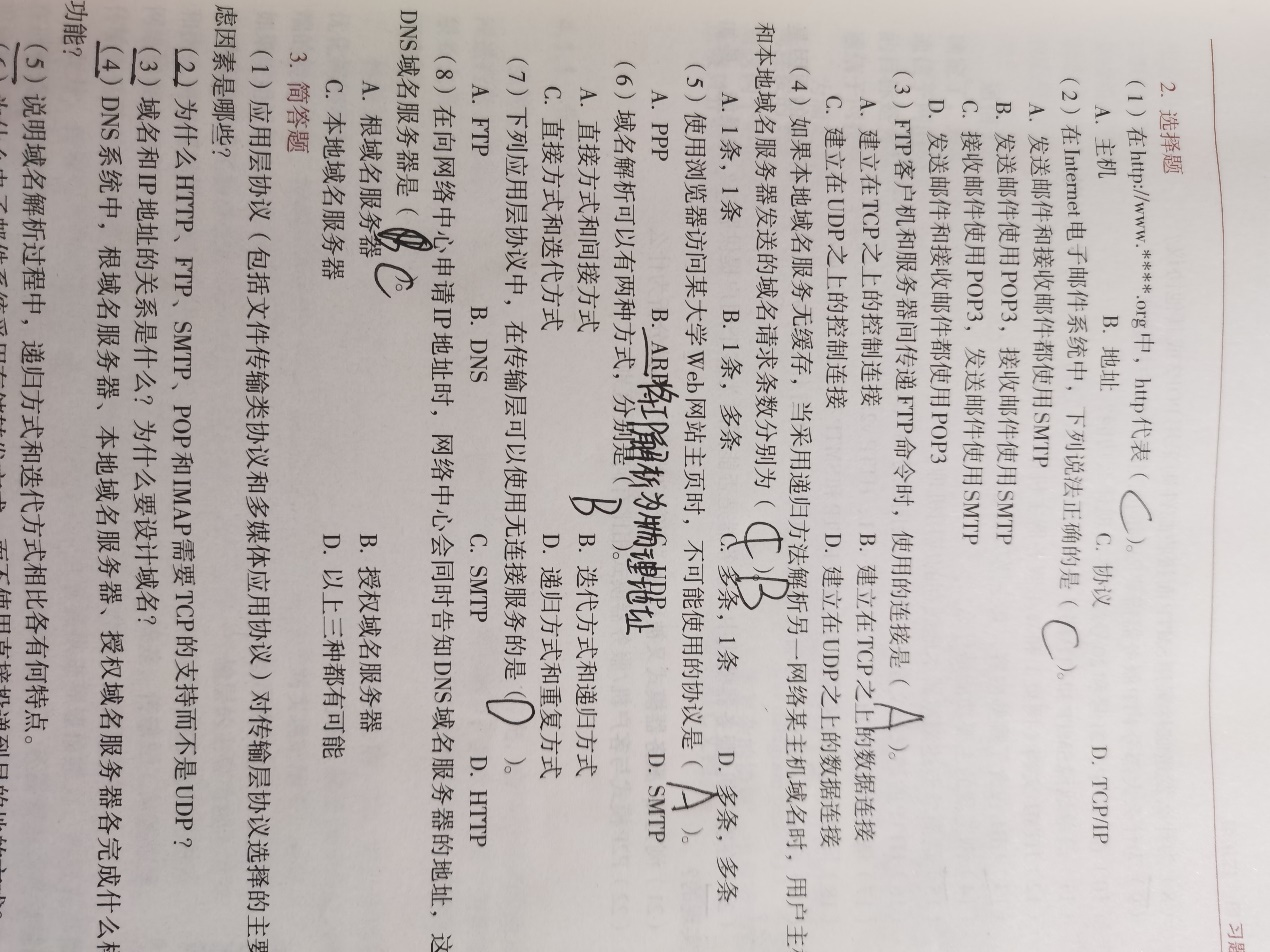 习题
2. 选择题
(1) 在http://www.****.org中，http代表( C )。
A. 主机 B. 地址 C. 协议 D. TCP/IP
(2) 在Internet电子邮件系统中，下列说法正确的是( C )。
A. 发送邮件和接收邮件都使用SMTP
B. 发送邮件使用POP3，接收邮件使用SMTP
C. 接收邮件使用POP3，发送邮件使用SMTP
D. 发送邮件和接收邮件都使用POP3
(3) FTP客户机和服务器间传递FTP命令时，使用的连接是( A )。
A. 建立在TCP之上的控制连接 B. 建立在TCP之上的数据连接
C. 建立在UDP之上的控制连接 D. 建立在UDP之上的数据连接
(4) 如果本地域名服务无缓存，当采用递归方法解析另一网络某主机域名时，用户主
和本地域名服务器发送的域名请求条数分别为( C )。B
A. 1条，1条 B. 1条，多条 C. 多条，1条 D. 多条，多条
(5) 使用浏览器访问某大学Web网站主页时，不可能使用的协议是( A )。
A. PPP B. ARP C. UDP D. SMTP
将IP解析为物理地址
(6) 域名解析可以有两种方式，分别是( B )。
A. 直接方式和间接方式 B. 迭代方式和递归方式
C. 直接方式和迭代方式 D. 递归方式和重复方式
(7) 下列应用层协议中，在传输层可以使用无连接服务的是( D )。
A. FTP B. DNS C. SMTP D. HTTP
(8) 在向网络中心申请IP地址时，网络中心会同时告知DNS域名服务器的地址，这
DNS域名服务器是( C )。
A. 根域名服务器 B. 授权域名服务器
C. 本地域名服务器 D. 以上三种都有可能
3. 简答题
(1) 应用层协议（包括文件传输类协议和多媒体应用协议）对传输层协议选择的主要
虑因素是哪些？
(2) 为什么HTTP、FTP、SMTP、POP和IMAP需要TCP的支持而不是UDP？
(3) 域名和IP地址的关系是什么？为什么要设计域名？
(4) DNS系统中，根域名服务器、本地域名服务器、授权域名服务器各完成什么样
功能？
(5) 说明域名解析过程中，递归方式和迭代方式相比各有何特点。